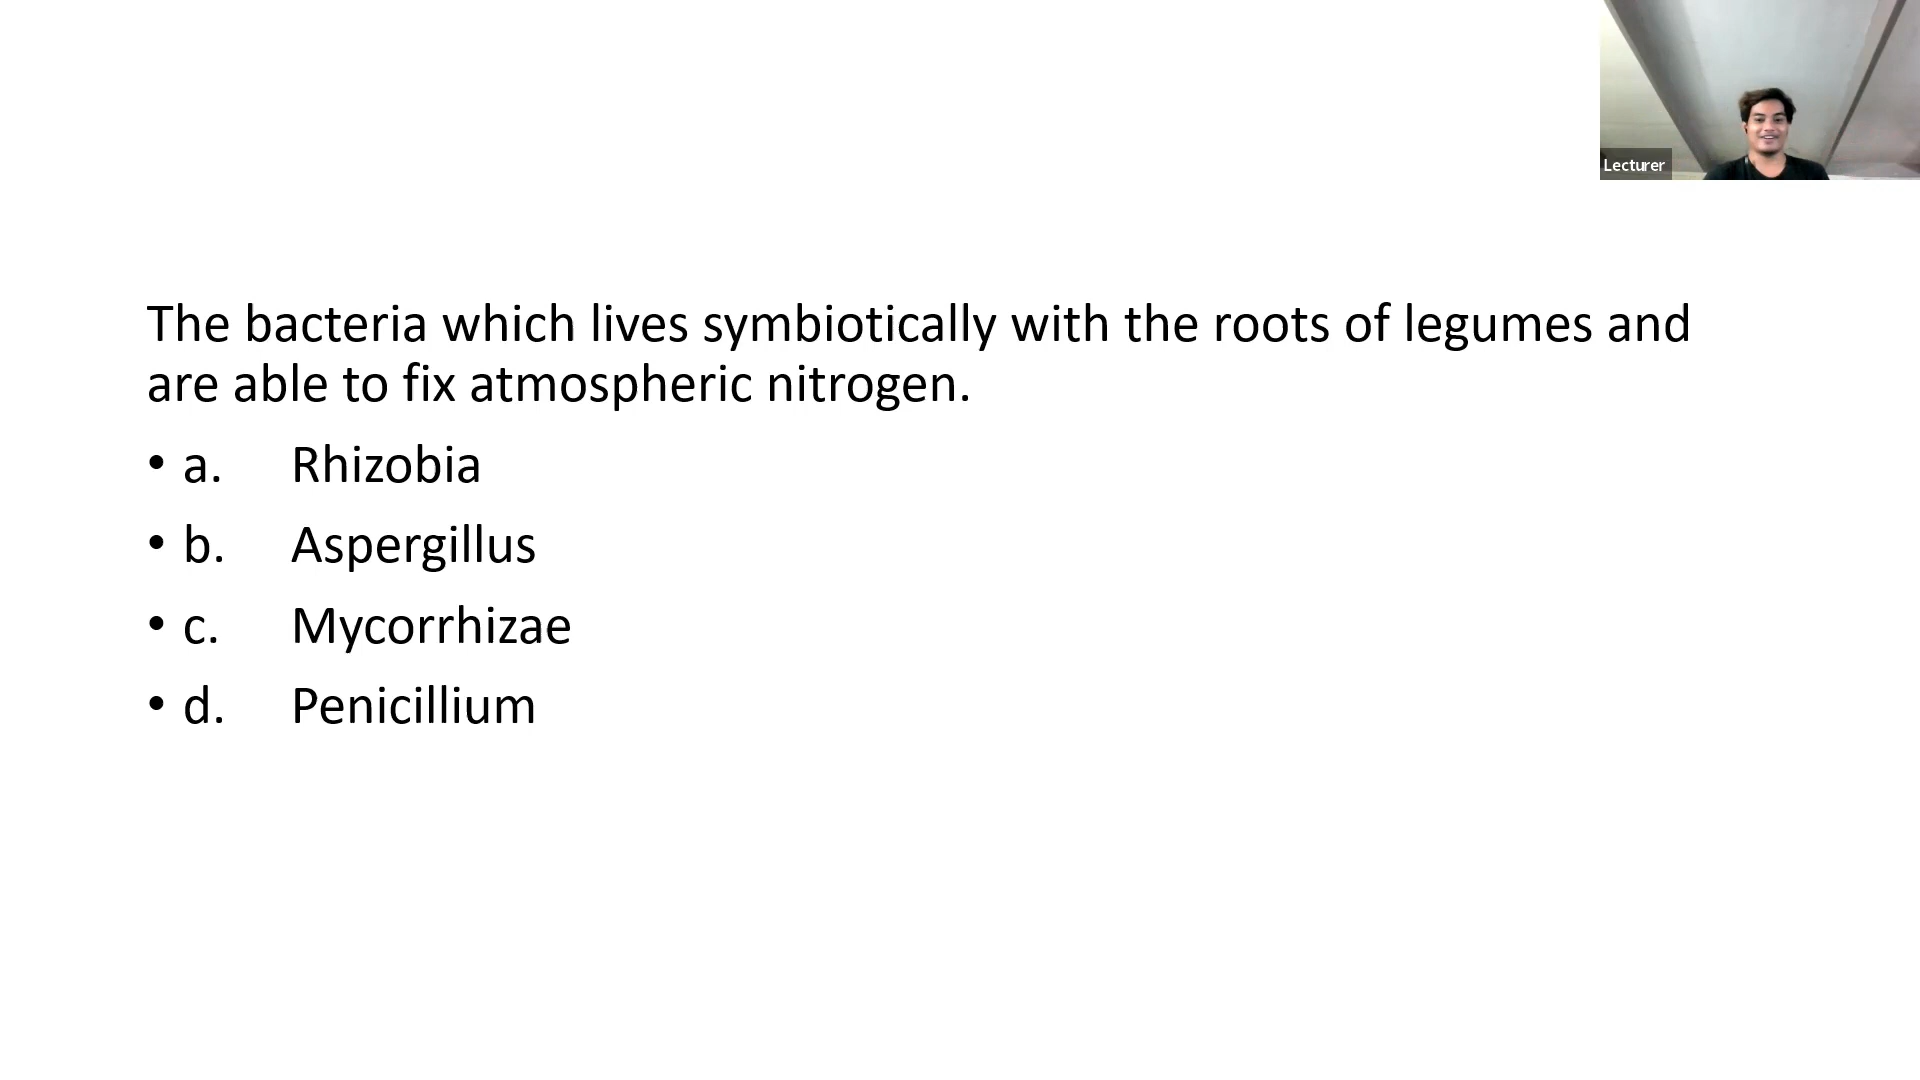 Lecturer
The bacteria which lives symbiotically with the roots of legumes and
are able to fix atmospheric nitrogen.
• a. Rhizobia
• b. Aspergillus
• c. Mycorrhizae
• d. Penicillium